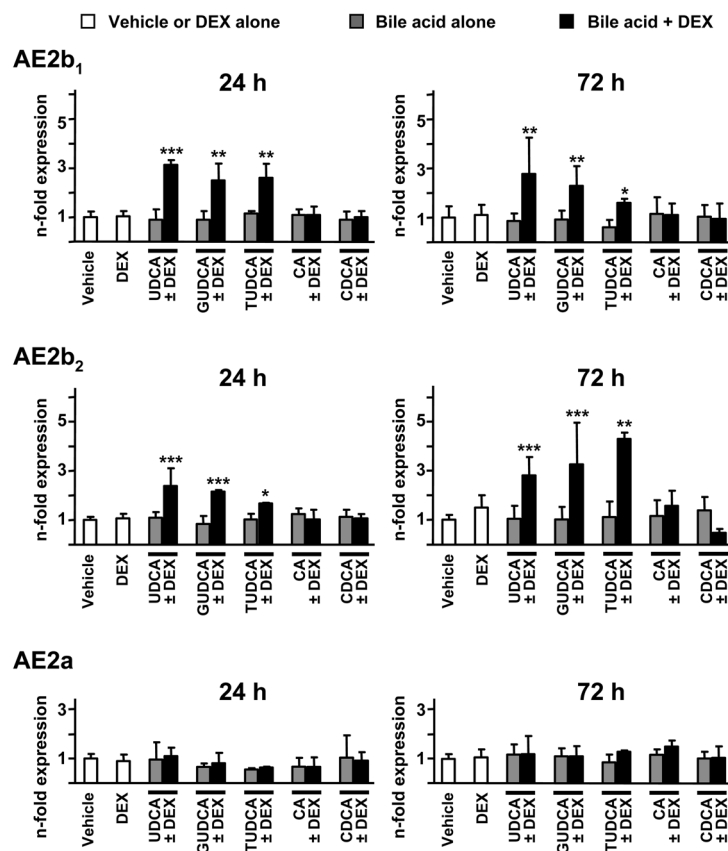 Vehicle or DEX alone
Bile acid alone
Bile acid + DEX
AE2b1
24 h
72 h
n-fold expression
5
3
1
*** ** **
Vehicle
DEX
UDCA
± DEX
GUDCA
± DEX
TUDCA
± DEX
CA
± DEX
CDCA
± DEX
n-fold expression
5
3
1
** ** *
Vehicle
DEX
UDCA
± DEX
GUDCA
± DEX
TUDCA
± DEX
CA
± DEX
CDCA
± DEX
AE2b2
24 h
72 h
n-fold expression
5
3
1
*** *** *
Vehicle
DEX
UDCA
± DEX
GUDCA
± DEX
TUDCA
± DEX
CA
± DEX
CDCA
± DEX
n-fold expression
5
3
1
*** *** **
Vehicle
DEX
UDCA
± DEX
GUDCA
± DEX
TUDCA
± DEX
CA
± DEX
CDCA
± DEX
AE2a
24 h
72 h
n-fold expression
3
1
Vehicle
DEX
UDCA
± DEX
GUDCA
± DEX
TUDCA
± DEX
CA
± DEX
CDCA
± DEX
n-fold expression
3
1
Vehicle
DEX
UDCA
± DEX
GUDCA
± DEX
TUDCA
± DEX
CA
± DEX
CDCA
± DEX